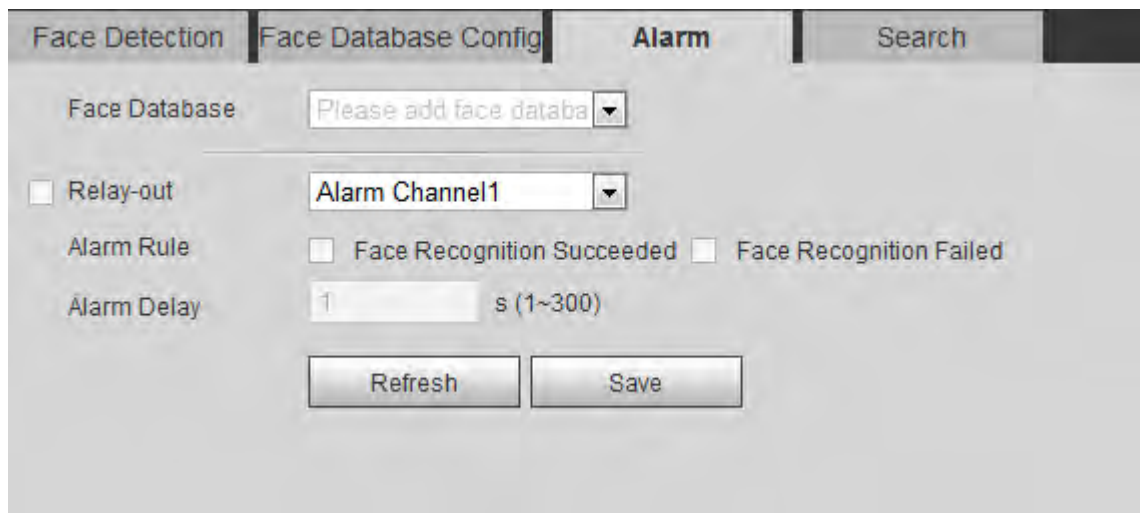 Face Detection Face Database Config Alarm Search
Face Database Please add face databa
Relay-out Alarm Channel1
Alarm Rule Face Recognition Succeeded Face Recognition Failed
Alarm Delay 1 s (1~300)
Refresh Save